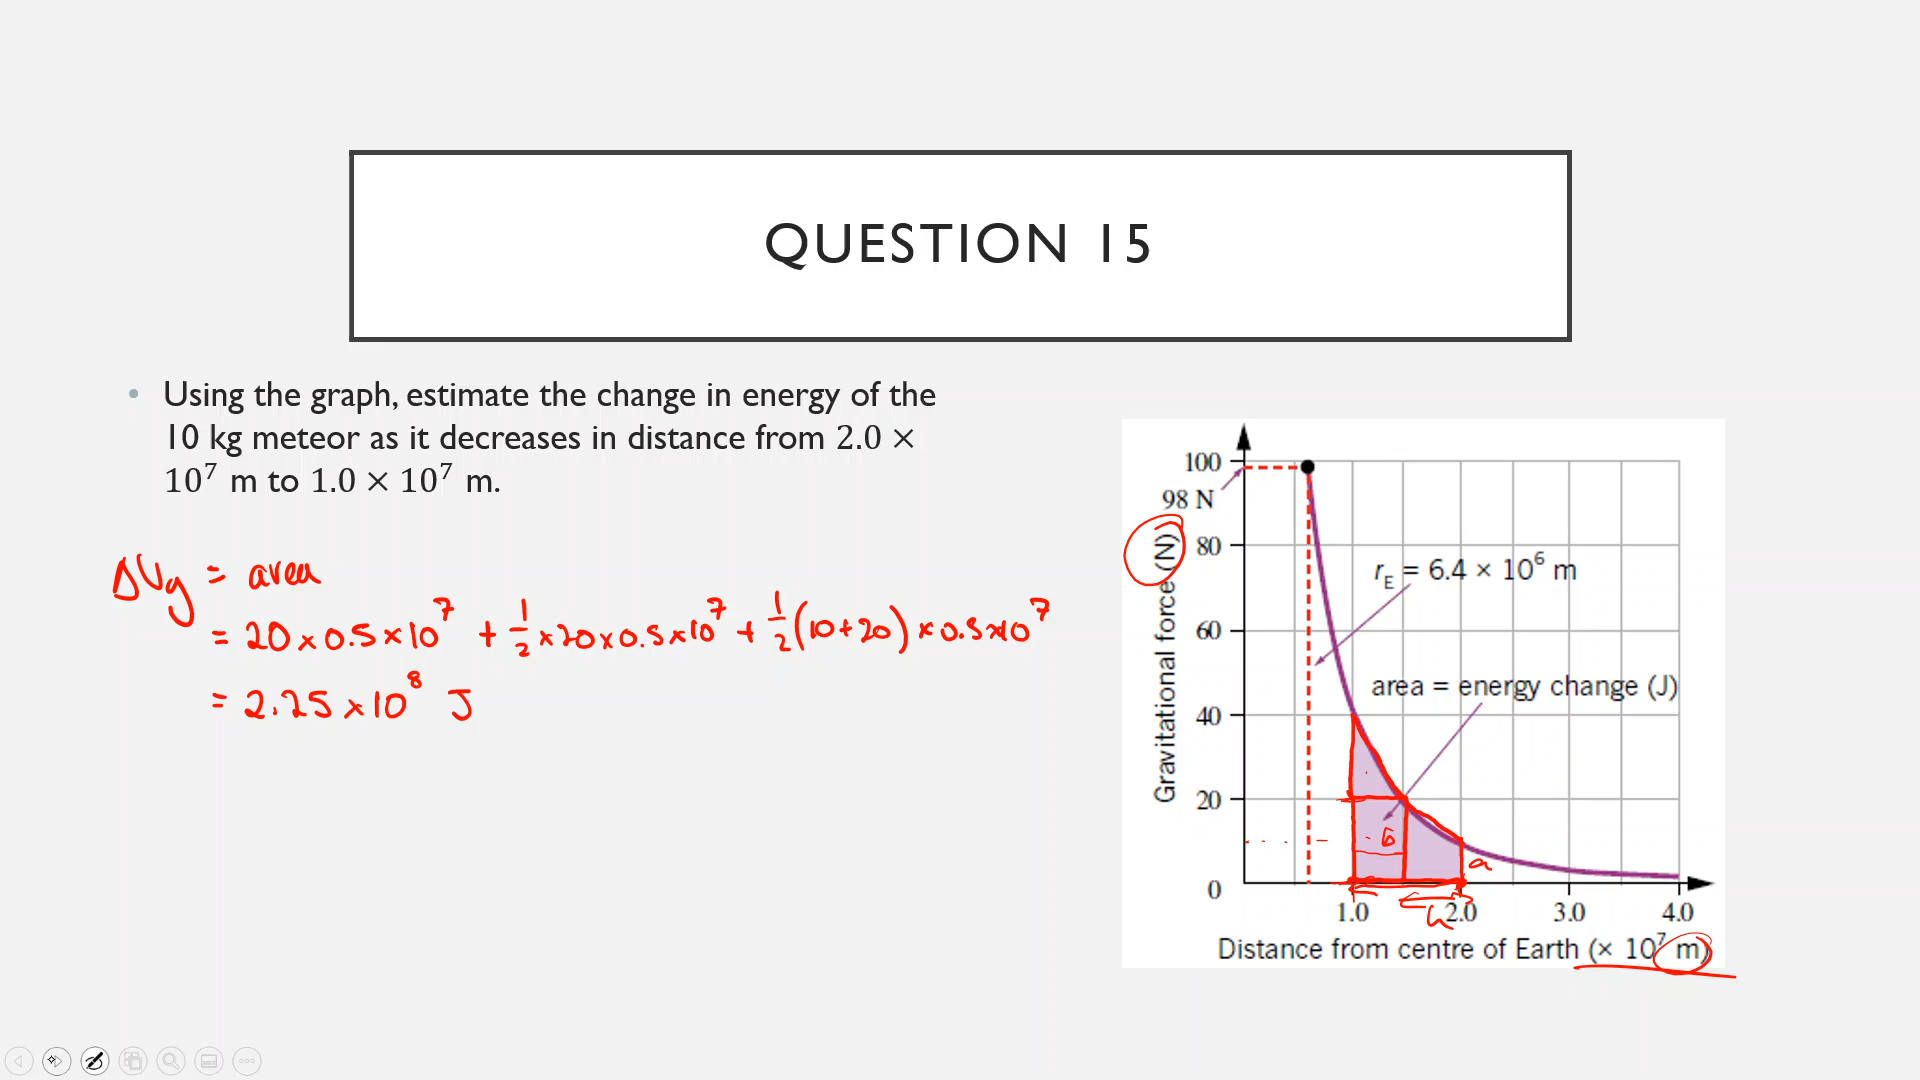 QUESTION 15
• Using the graph, estimate the change in energy of the
10 kg meteor as it decreases in distance from 2.0 ×
10⁷ m to 1.0 × 10⁷ m.
ΔUg = area
= 20 × 0.5 × 10⁷ + 1/2 × 20 × 0.5 × 10⁷ + 1/2 (10 + 20) × 0.5 × 10⁷
= 2.25 × 10⁸ J
Gravitational force (N)
100
98 N
80
60
40
20
0
rE = 6.4 × 10⁶ m
area = energy change (J)
b
a
h
1.0 2.0 3.0 4.0
Distance from centre of Earth (× 10⁷ m)